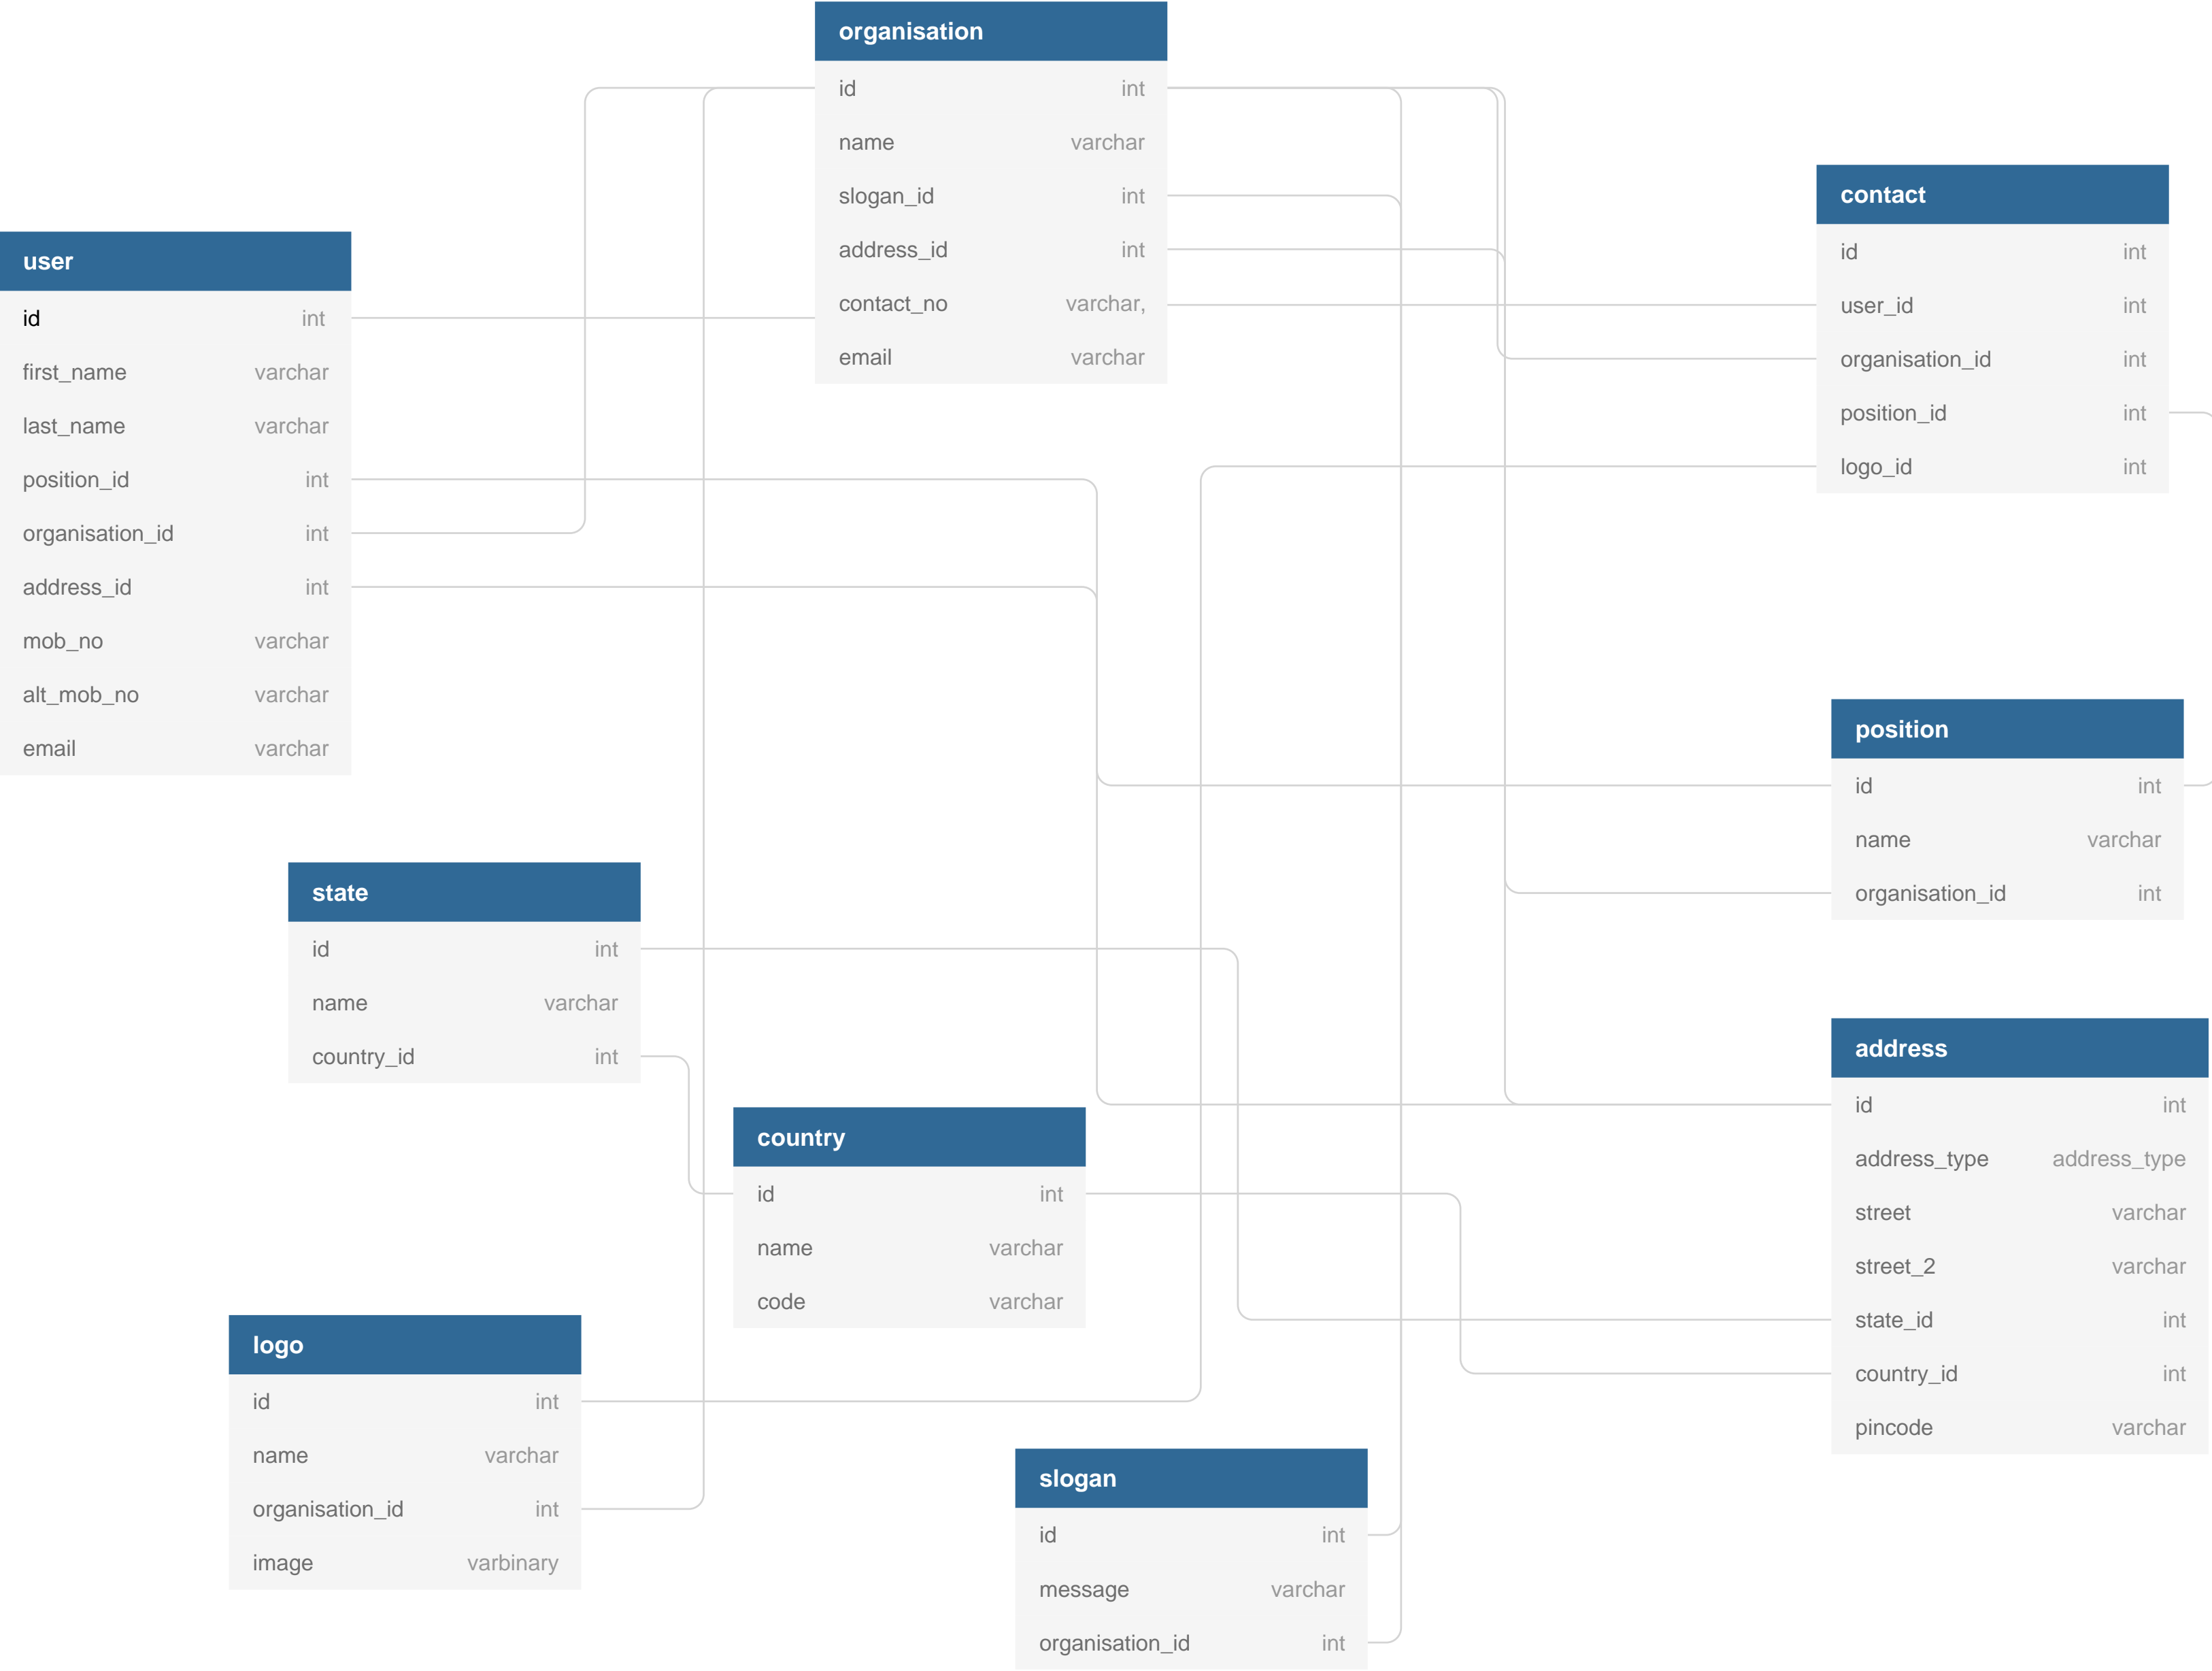 organisation
id int
name varchar
slogan_id int
address_id int
contact_no varchar,
email varchar
contact
id int
user_id int
organisation_id int
position_id int
logo_id int
user
id int
first_name varchar
last_name varchar
position_id int
organisation_id int
address_id int
mob_no varchar
alt_mob_no varchar
email varchar
position
id int
name varchar
organisation_id int
state
id int
name varchar
country_id int
address
id int
address_type address_type
street varchar
street_2 varchar
state_id int
country_id int
pincode varchar
country
id int
name varchar
code varchar
logo
id int
name varchar
organisation_id int
image varbinary
slogan
id int
message varchar
organisation_id int